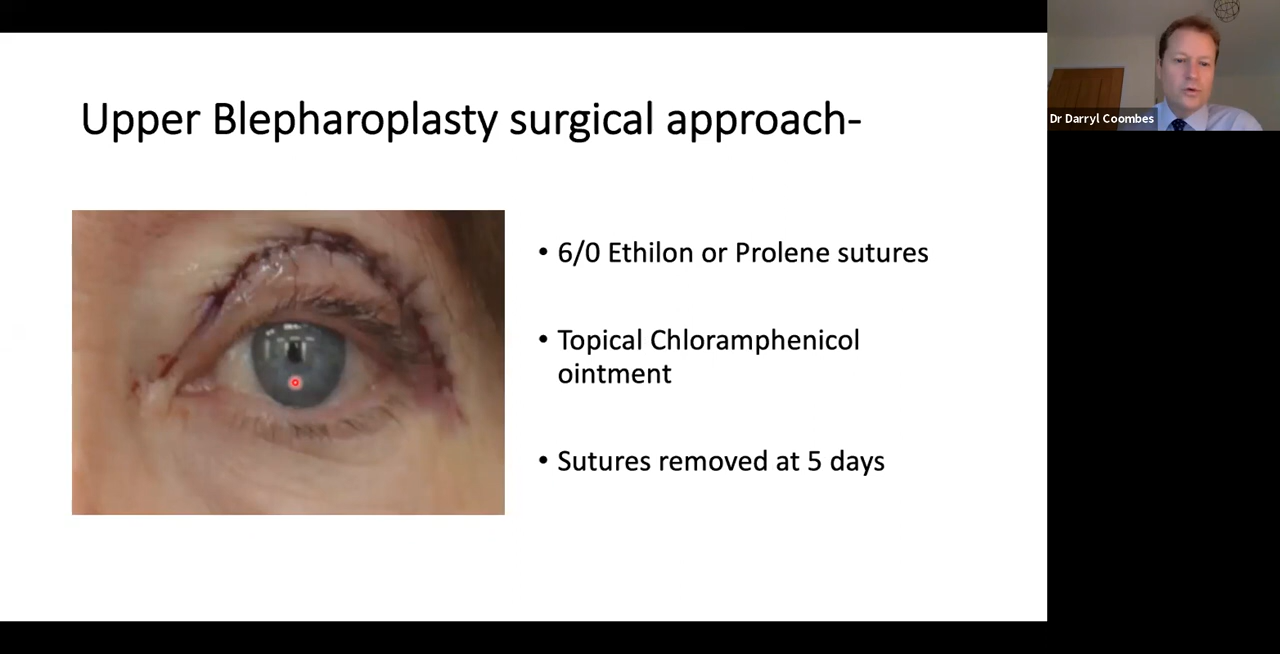 Upper Blepharoplasty surgical approach-
• 6/0 Ethilon or Prolene sutures
• Topical Chloramphenicol
ointment
• Sutures removed at 5 days
Dr Darryl Coombes